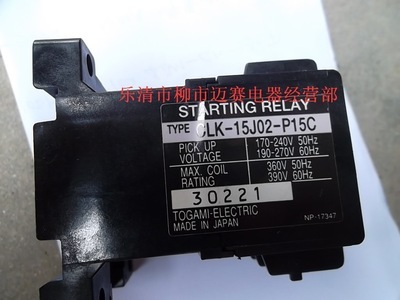 乐清市柳市迈赛电器经营部
STARTING RELAY
TYPE CLK-15J02-P15C
PICK UP VOLTAGE 170-240V 50Hz 190-270V 60Hz
MAX. COIL RATING 360V 50Hz 390V 60Hz
30221
TOGAMI-ELECTRIC
MADE IN JAPAN NP-17347